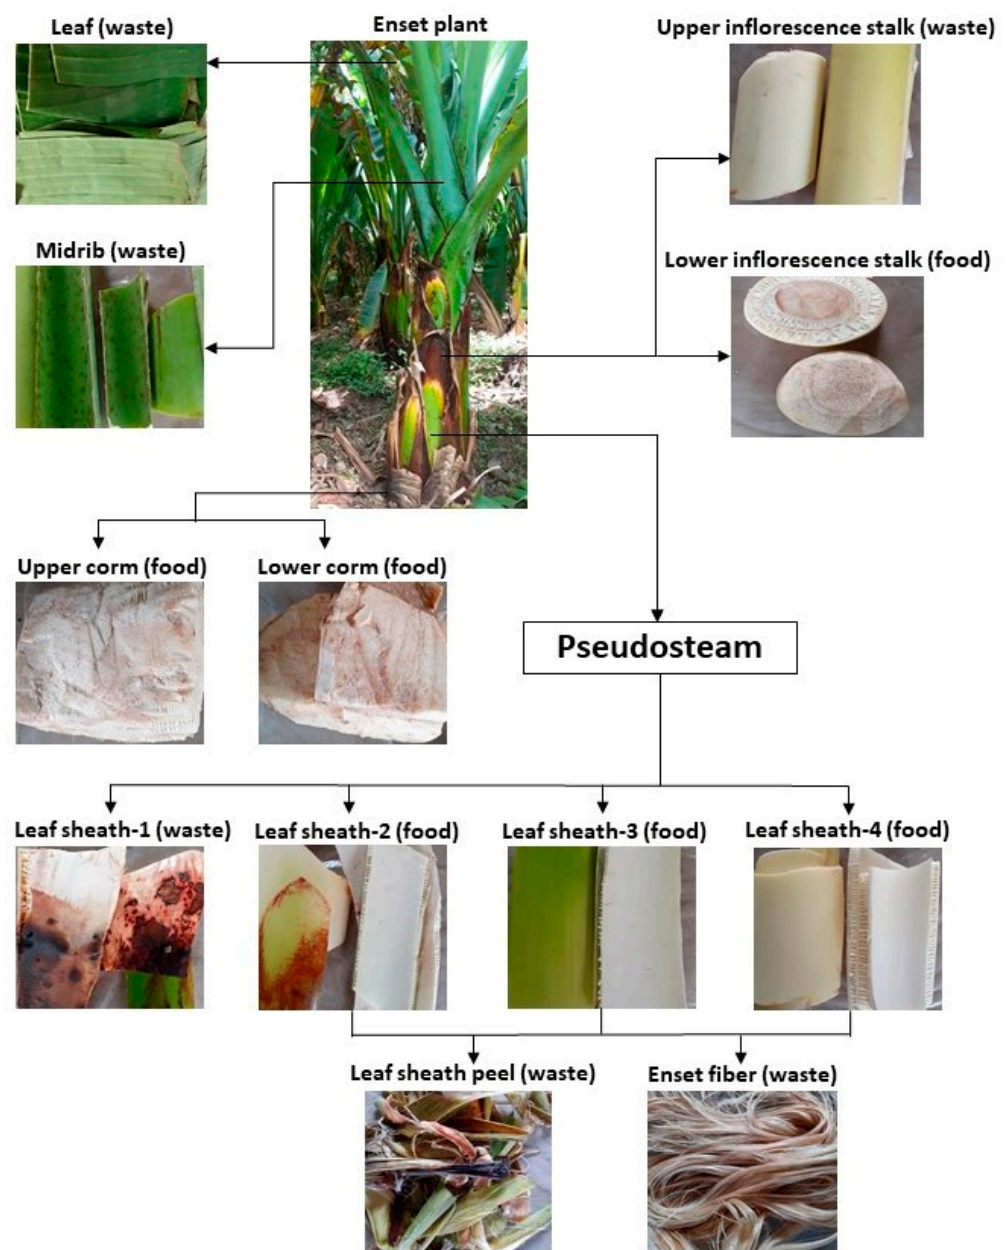 Leaf (waste)
Enset plant
Upper inflorescence stalk (waste)
Midrib (waste)
Lower inflorescence stalk (food)
Upper corm (food)
Lower corm (food)
Pseudosteam
Leaf sheath-1 (waste)
Leaf sheath-2 (food)
Leaf sheath-3 (food)
Leaf sheath-4 (food)
Leaf sheath peel (waste)
Enset fiber (waste)